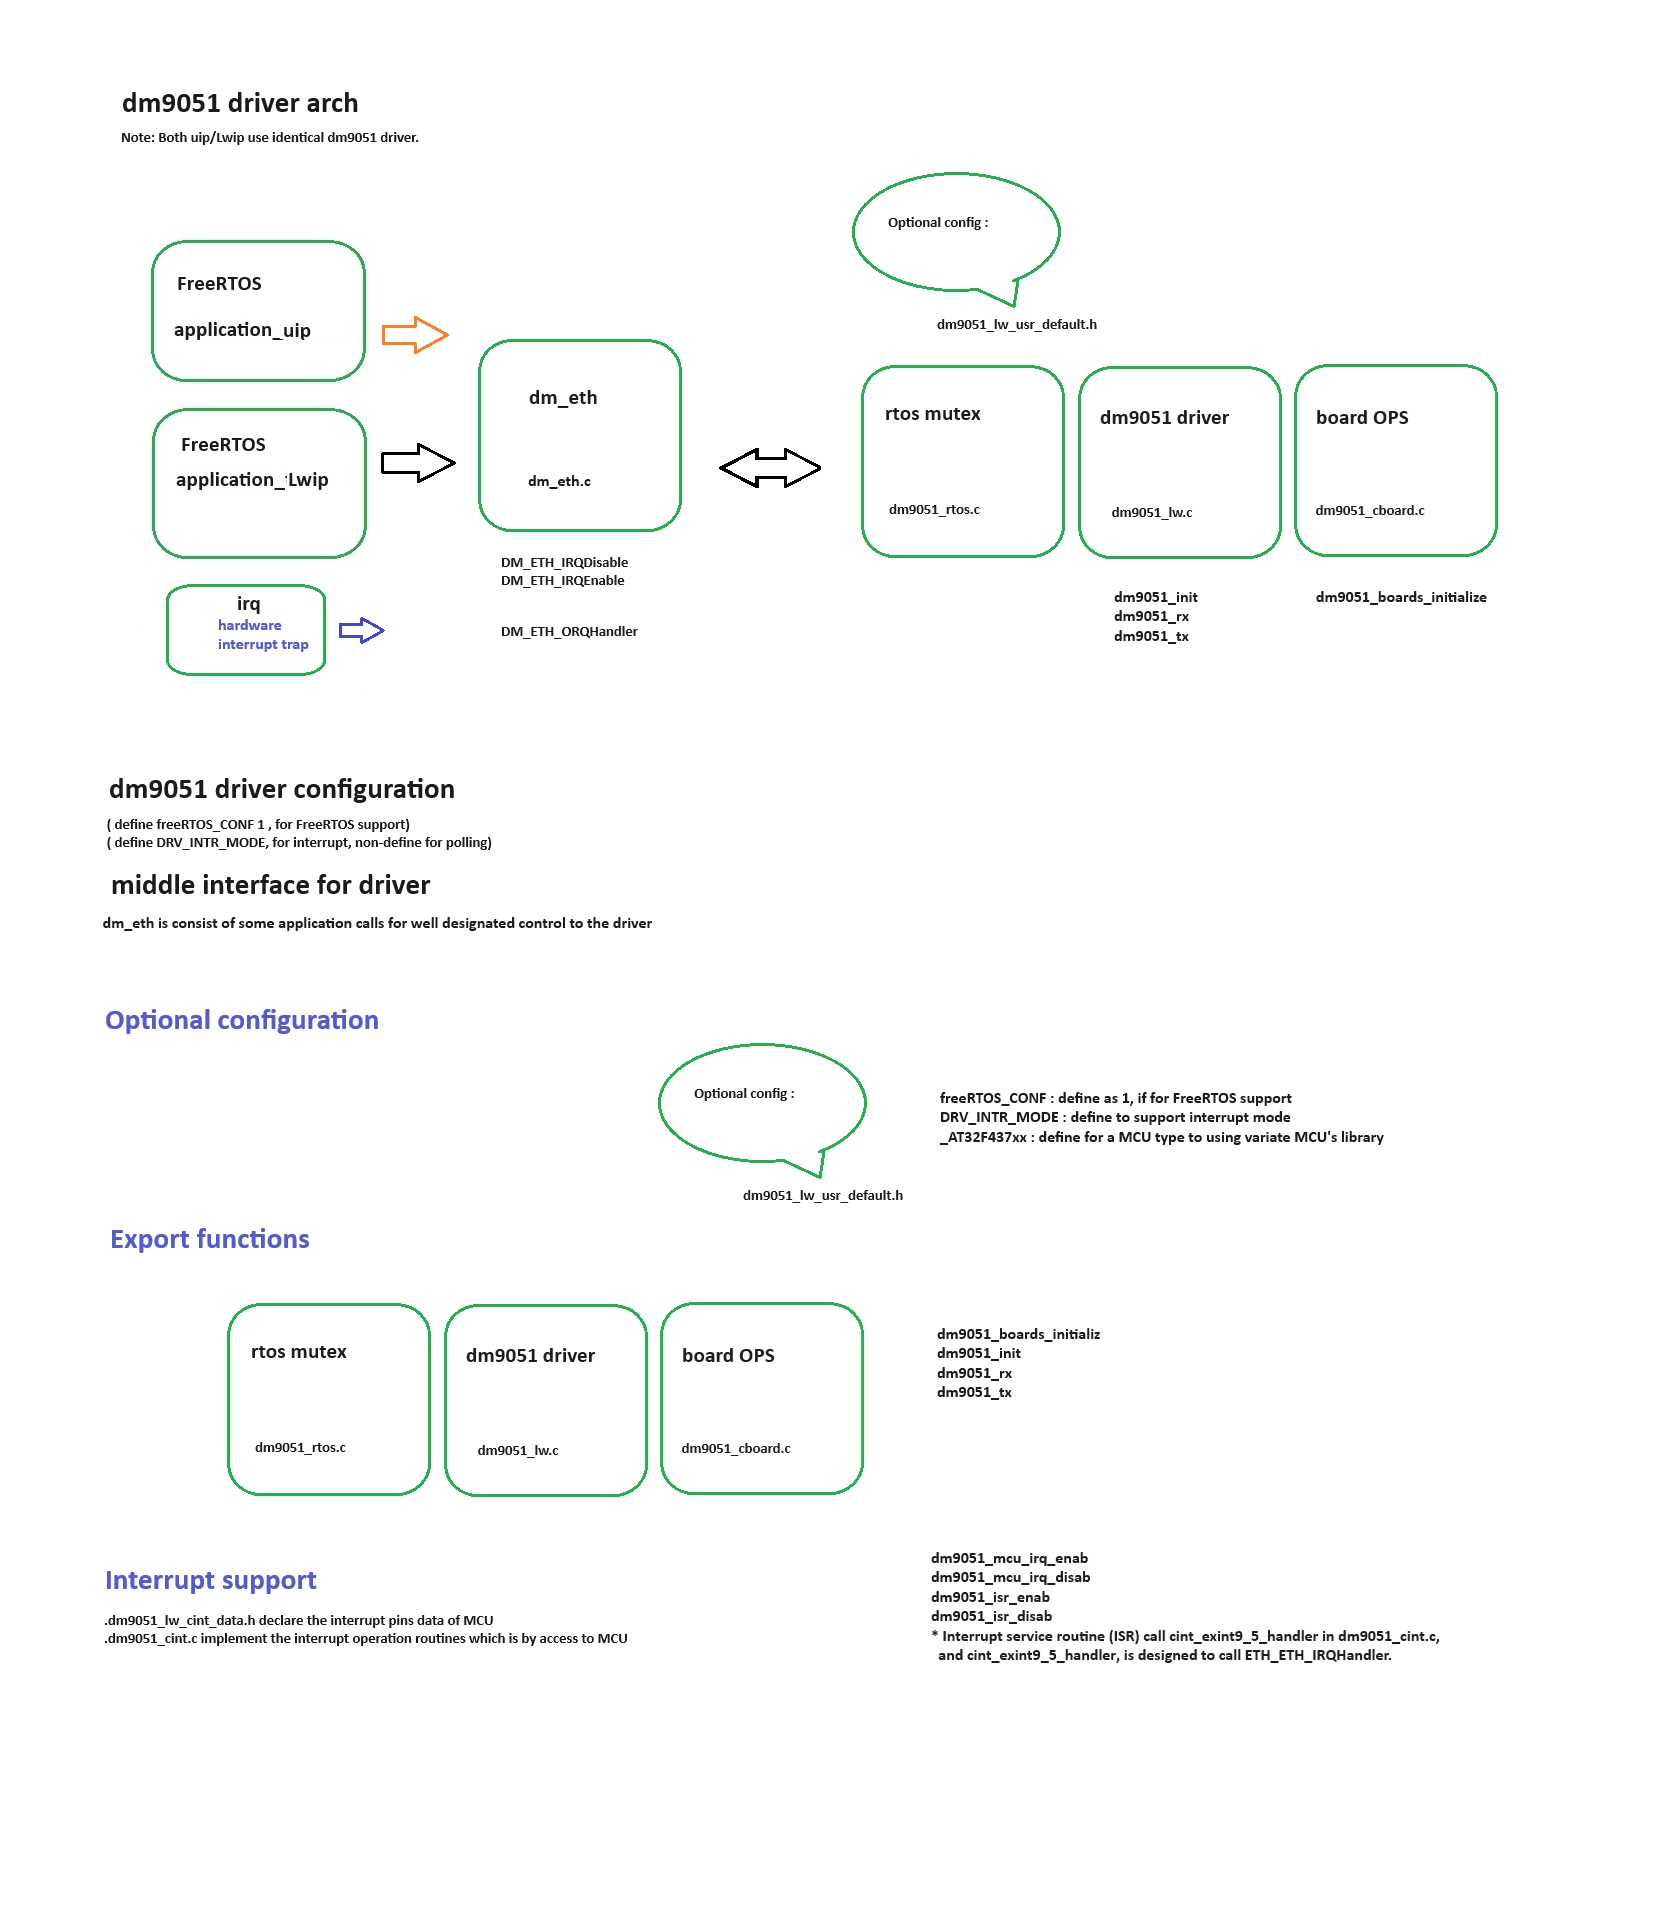 dm9051 driver arch
Note: Both uip/Lwip use identical dm9051 driver.
Optional config :
dm9051_lw_usr_default.h
FreeRTOS
application_uip
FreeRTOS
application_Lwip
irq
hardware
interrupt trap
dm_eth
dm_eth.c
DM_ETH_IRQDisable
DM_ETH_IRQEnable
DM_ETH_ORQHandler
rtos mutex
dm9051_rtos.c
dm9051 driver
dm9051_lw.c
board OPS
dm9051_cboard.c
dm9051_init
dm9051_rx
dm9051_tx
dm9051_boards_initialize
dm9051 driver configuration
( define freeRTOS_CONF 1 , for FreeRTOS support)
( define DRV_INTR_MODE, for interrupt, non-define for polling)
middle interface for driver
dm_eth is consist of some application calls for well designated control to the driver
Optional configuration
Optional config :
dm9051_lw_usr_default.h
freeRTOS_CONF : define as 1, if for FreeRTOS support
DRV_INTR_MODE : define to support interrupt mode
_AT32F437xx : define for a MCU type to using variate MCU's library
Export functions
rtos mutex
dm9051_rtos.c
dm9051 driver
dm9051_lw.c
board OPS
dm9051_cboard.c
dm9051_boards_initializ
dm9051_init
dm9051_rx
dm9051_tx
Interrupt support
.dm9051_lw_cint_data.h declare the interrupt pins data of MCU
.dm9051_cint.c implement the interrupt operation routines which is by access to MCU
dm9051_mcu_irq_enab
dm9051_mcu_irq_disab
dm9051_isr_enab
dm9051_isr_disab
* Interrupt service routine (ISR) call cint_exint9_5_handler in dm9051_cint.c,
and cint_exint9_5_handler, is designed to call ETH_ETH_IRQHandler.